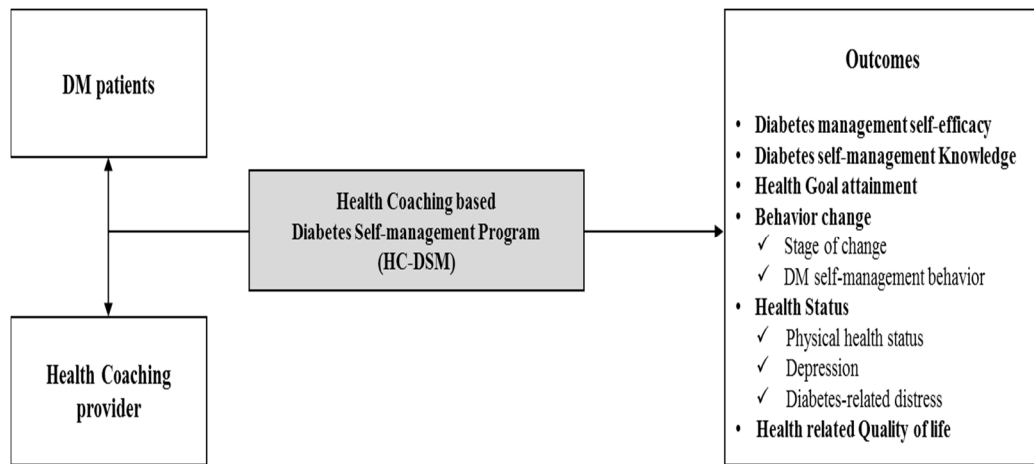 DM patients
Health Coaching
provider
Health Coaching based
Diabetes Self-management Program
(HC-DSM)
Outcomes
• Diabetes management self-efficacy
• Diabetes self-management Knowledge
• Health Goal attainment
• Behavior change
✓ Stage of change
✓ DM self-management behavior
• Health Status
✓ Physical health status
✓ Depression
✓ Diabetes-related distress
• Health related Quality of life